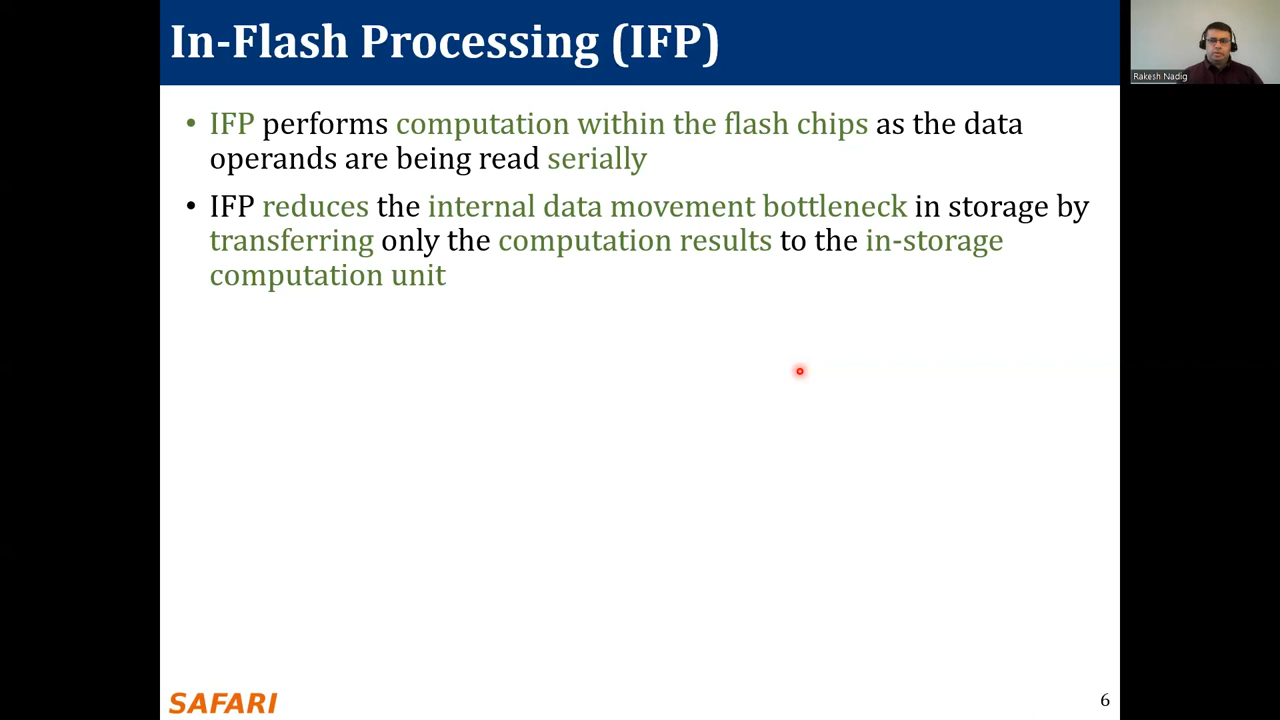 In-Flash Processing (IFP)
Rakesh Nadig
• IFP performs computation within the flash chips as the data
operands are being read serially
• IFP reduces the internal data movement bottleneck in storage by
transferring only the computation results to the in-storage
computation unit
SAFARI
6